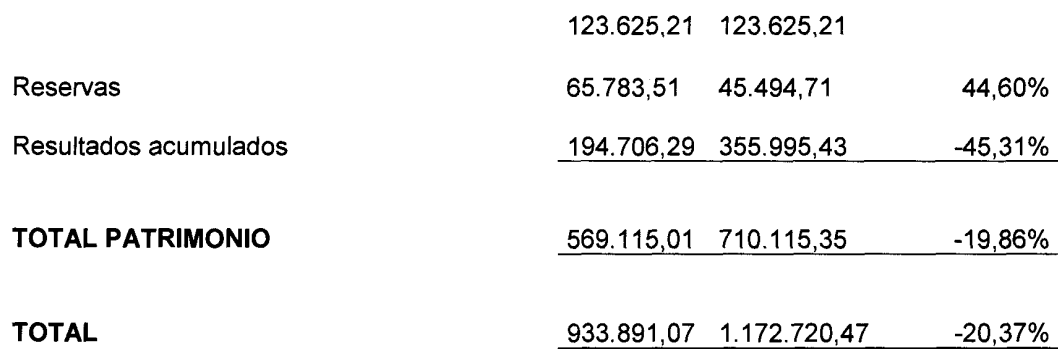 123.625,21 123.625,21
Reservas 65.783,51 45.494,71 44,60%
Resultados acumulados 194.706,29 355.995,43 -45,31%
TOTAL PATRIMONIO 569.115,01 710.115,35 -19,86%
TOTAL 933.891,07 1.172.720,47 -20,37%